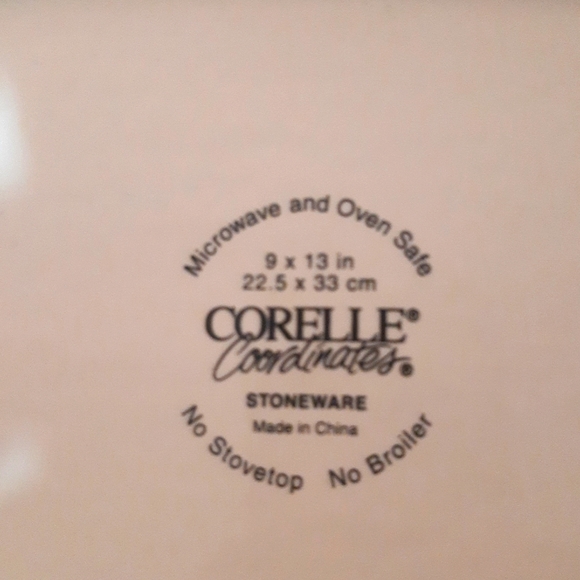 Microwave and Oven Safe
9 x 13 in
22.5 x 33 cm
CORELLE®
Coordinates®
STONEWARE
Made in China
No Stovetop No Broiler